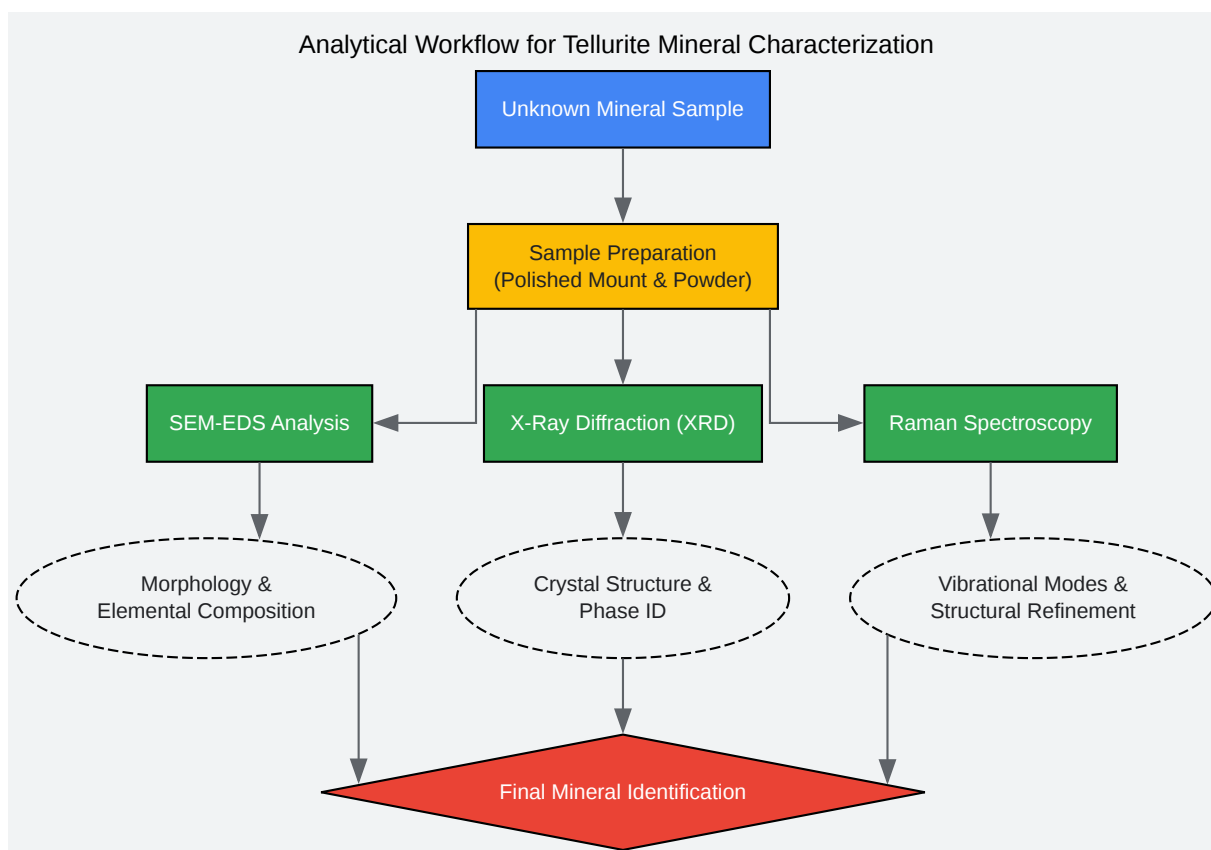 Analytical Workflow for Tellurite Mineral Characterization
Unknown Mineral Sample
Sample Preparation
(Polished Mount & Powder)
SEM-EDS Analysis
X-Ray Diffraction (XRD)
Raman Spectroscopy
Morphology &
Elemental Composition
Crystal Structure &
Phase ID
Vibrational Modes &
Structural Refinement
Final Mineral Identification